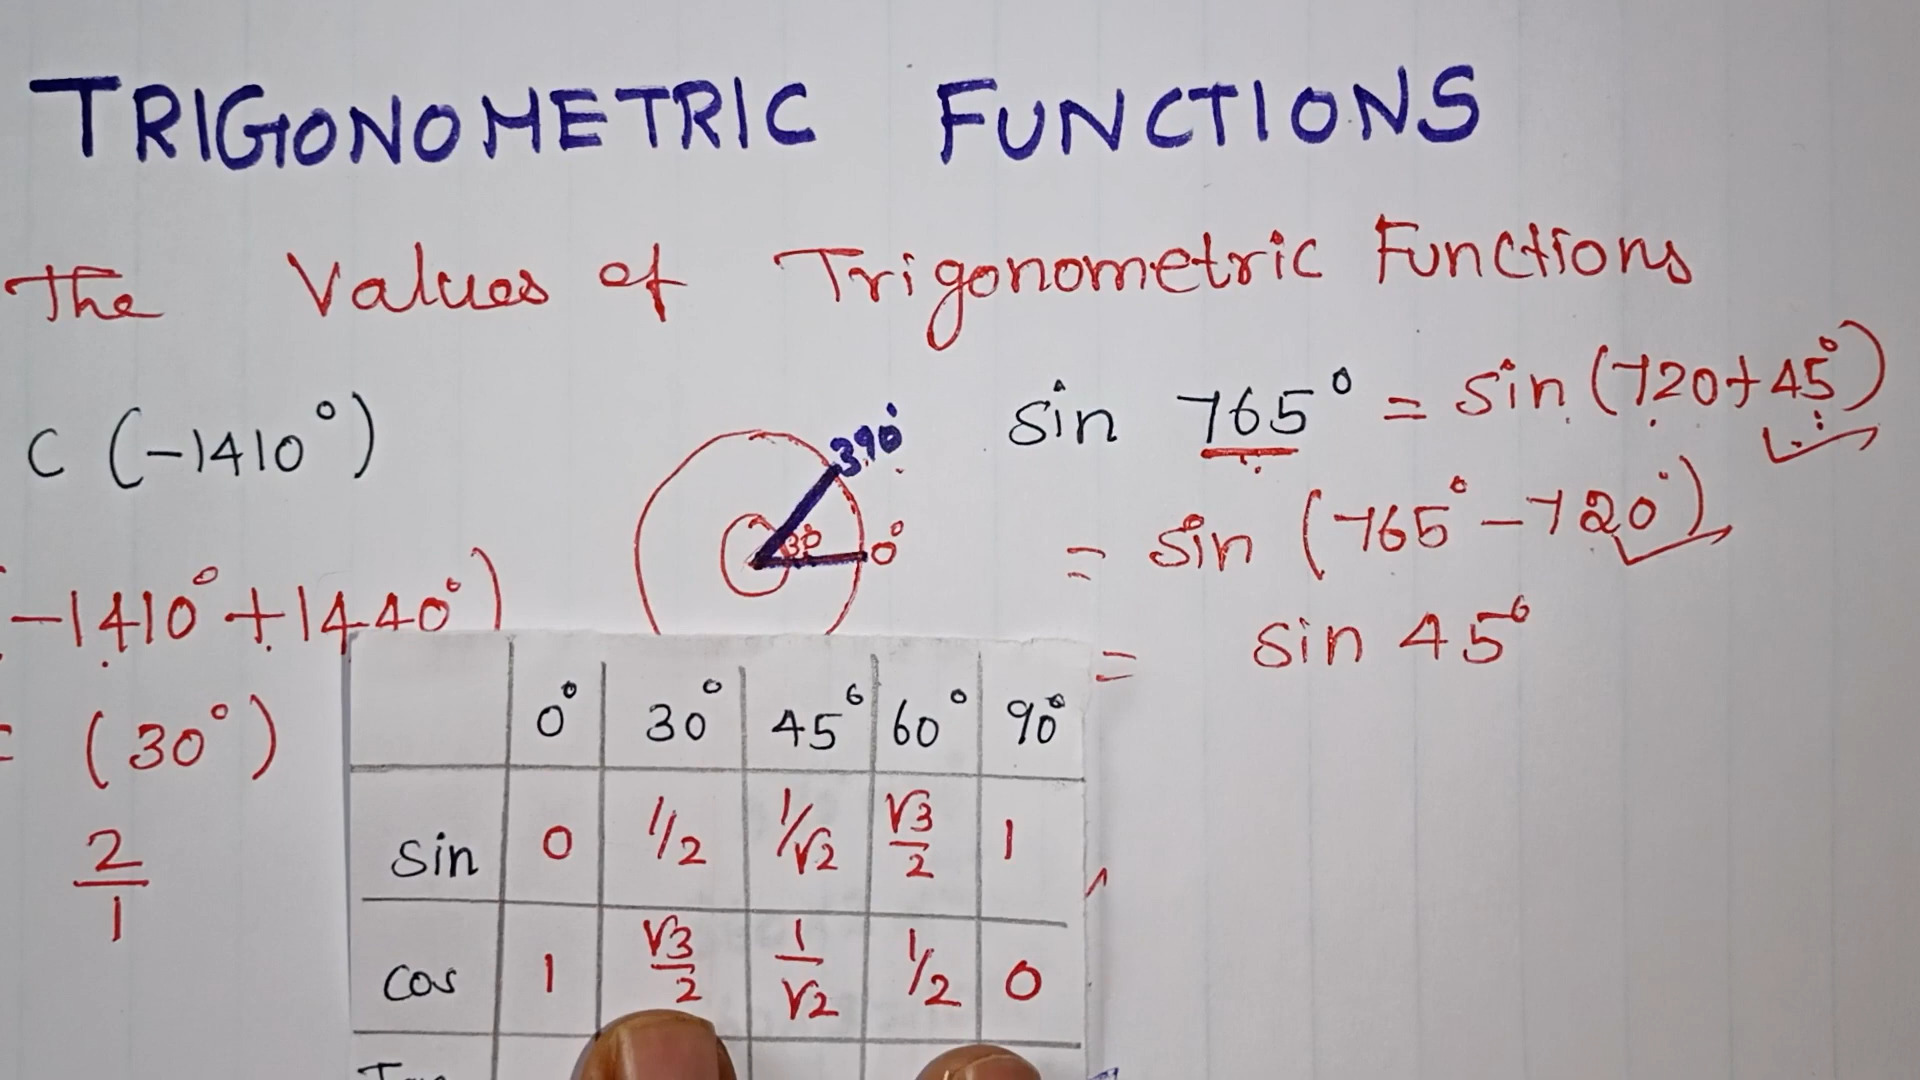 TRIGONOMETRIC FUNCTIONS
The Values of Trigonometric Functions
C (-1410°)
-1410° + 1440°)
= (30°)
2
1
390°
30°
0°
sin 765° = sin (720+45°)
= sin (765° - 720°)
= sin 45°
0° 30° 45° 60° 90°
sin 0 1/2 1/√2 √3/2 1
cos 1 √3/2 1/√2 1/2 0